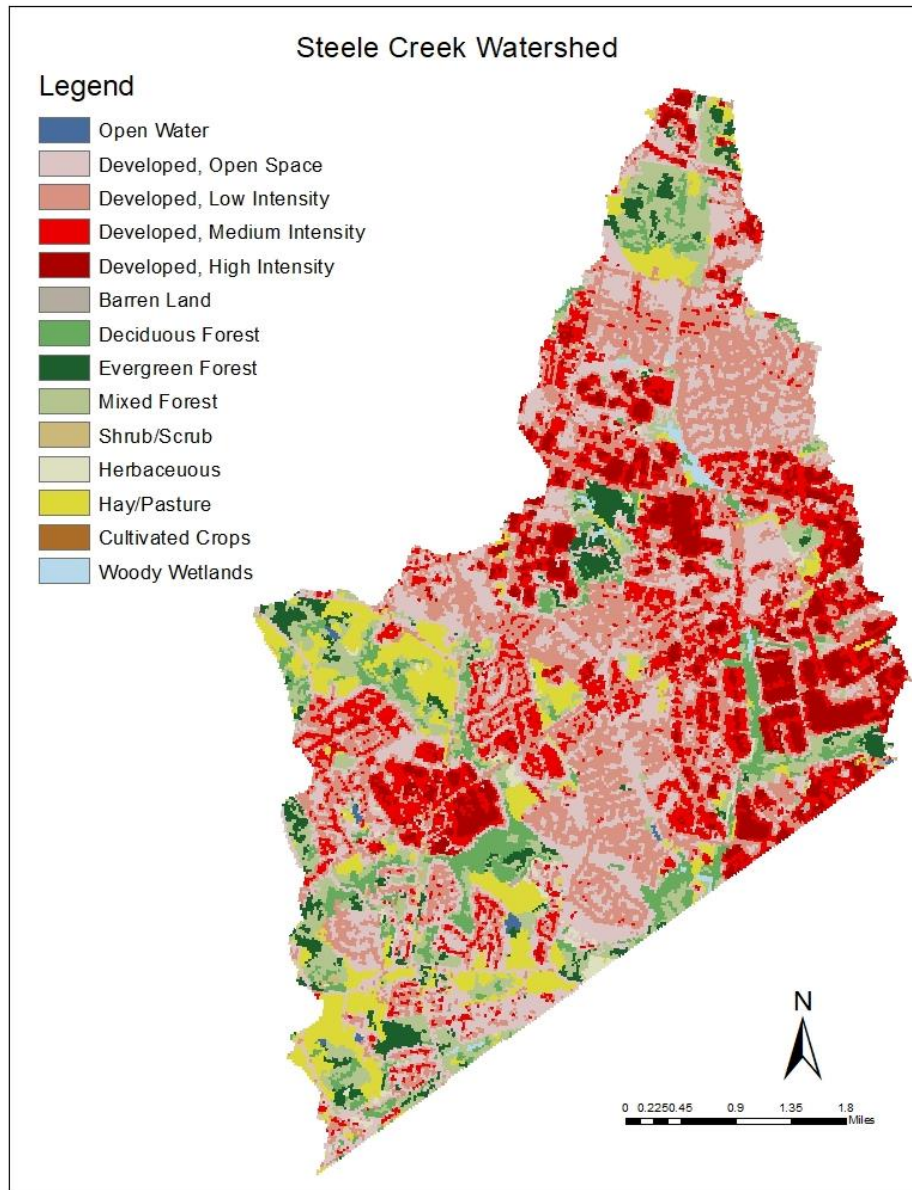 Steele Creek Watershed
Legend
Open Water
Developed, Open Space
Developed, Low Intensity
Developed, Medium Intensity
Developed, High Intensity
Barren Land
Deciduous Forest
Evergreen Forest
Mixed Forest
Shrub/Scrub
Herbaceuous
Hay/Pasture
Cultivated Crops
Woody Wetlands
N
0 0.2250.45 0.9 1.35 1.8
Miles